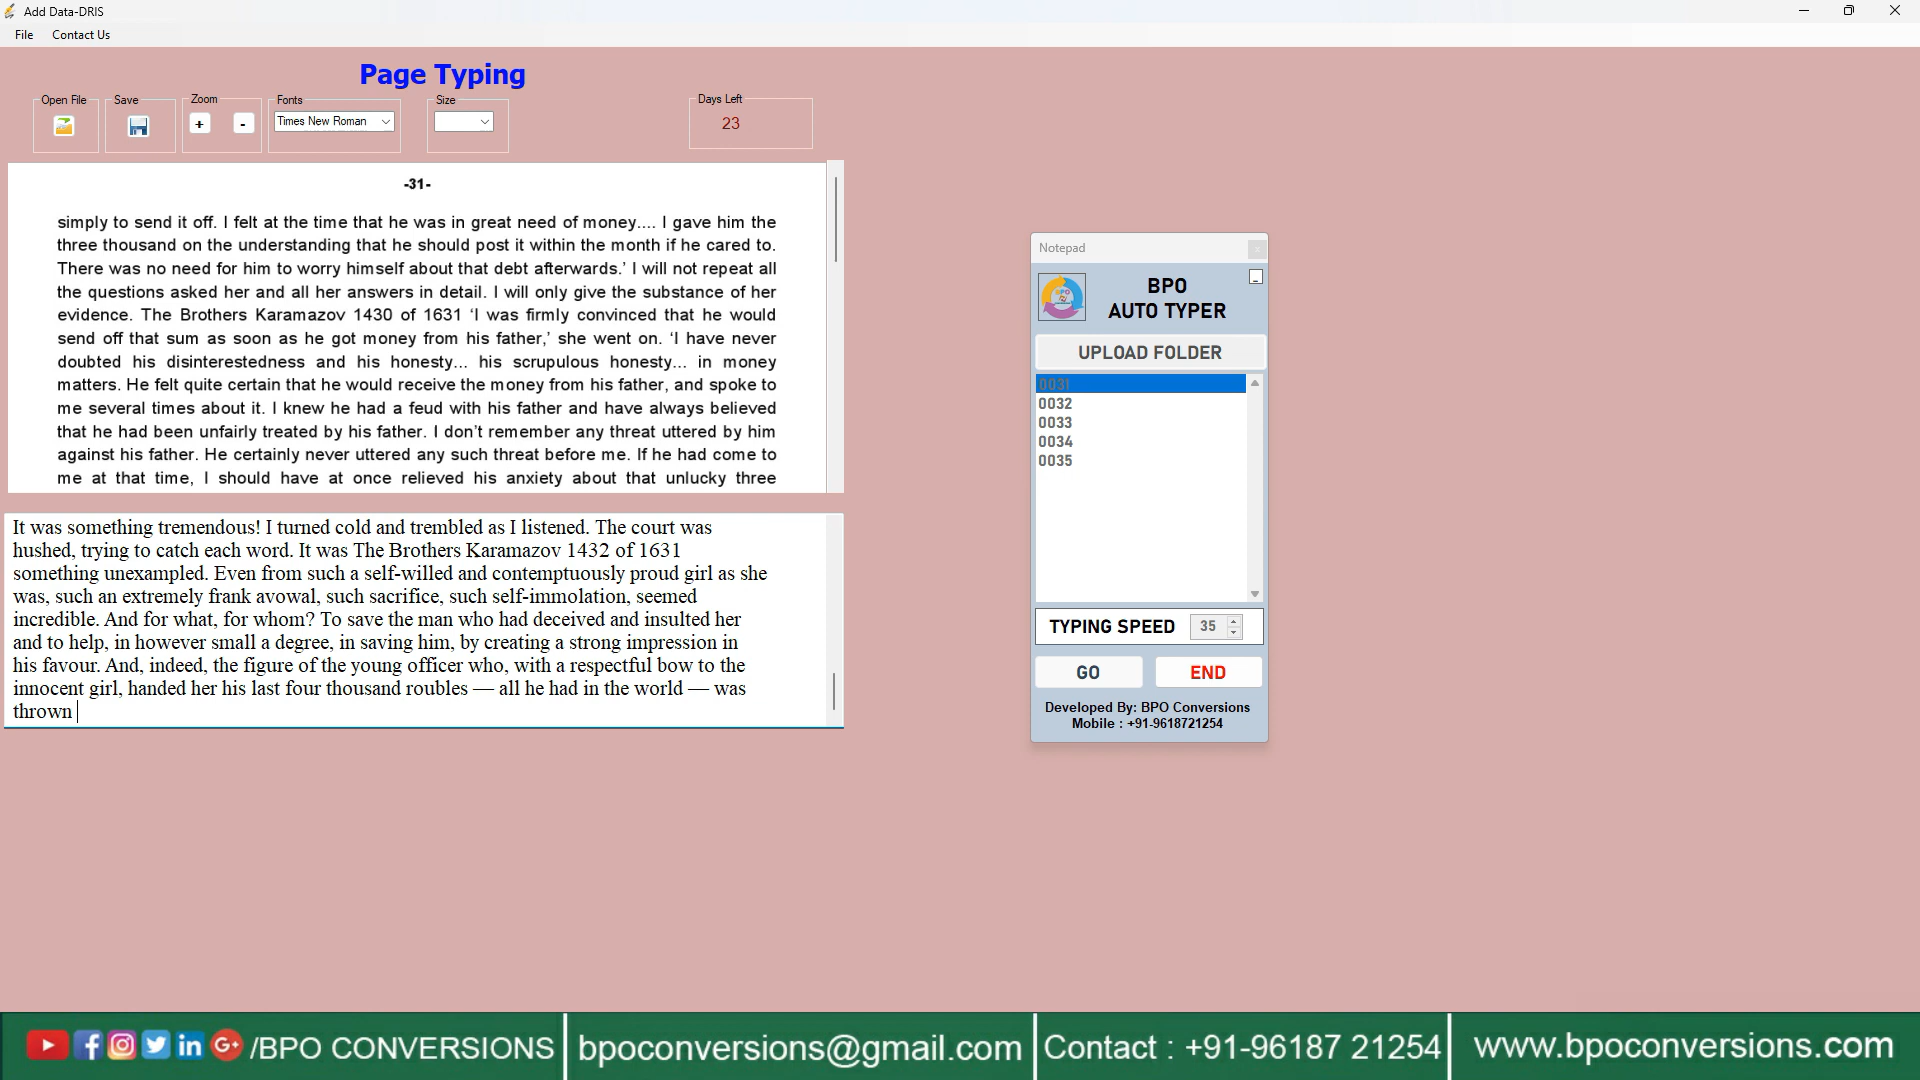 Add Data-DRIS
File Contact Us
Page Typing
Open File Save Zoom Fonts Size Days Left
+ - Times New Roman 23
-31-
simply to send it off. I felt at the time that he was in great need of money.... I gave him the
three thousand on the understanding that he should post it within the month if he cared to.
There was no need for him to worry himself about that debt afterwards.’ I will not repeat all
the questions asked her and all her answers in detail. I will only give the substance of her
evidence. The Brothers Karamazov 1430 of 1631 ‘I was firmly convinced that he would
send off that sum as soon as he got money from his father,’ she went on. ‘I have never
doubted his disinterestedness and his honesty... his scrupulous honesty... in money
matters. He felt quite certain that he would receive the money from his father, and spoke to
me several times about it. I knew he had a feud with his father and have always believed
that he had been unfairly treated by his father. I don’t remember any threat uttered by him
against his father. He certainly never uttered any such threat before me. If he had come to
me at that time, I should have at once relieved his anxiety about that unlucky three
It was something tremendous! I turned cold and trembled as I listened. The court was
hushed, trying to catch each word. It was The Brothers Karamazov 1432 of 1631
something unexampled. Even from such a self-willed and contemptuously proud girl as she
was, such an extremely frank avowal, such sacrifice, such self-immolation, seemed
incredible. And for what, for whom? To save the man who had deceived and insulted her
and to help, in however small a degree, in saving him, by creating a strong impression in
his favour. And, indeed, the figure of the young officer who, with a respectful bow to the
innocent girl, handed her his last four thousand roubles — all he had in the world — was
thrown
Notepad
BPO
AUTO TYPER
UPLOAD FOLDER
0031
0032
0033
0034
0035
TYPING SPEED 35
GO END
Developed By: BPO Conversions
Mobile : +91-9618721254
/BPO CONVERSIONS bpoconversions@gmail.com Contact : +91-96187 21254 www.bpoconversions.com